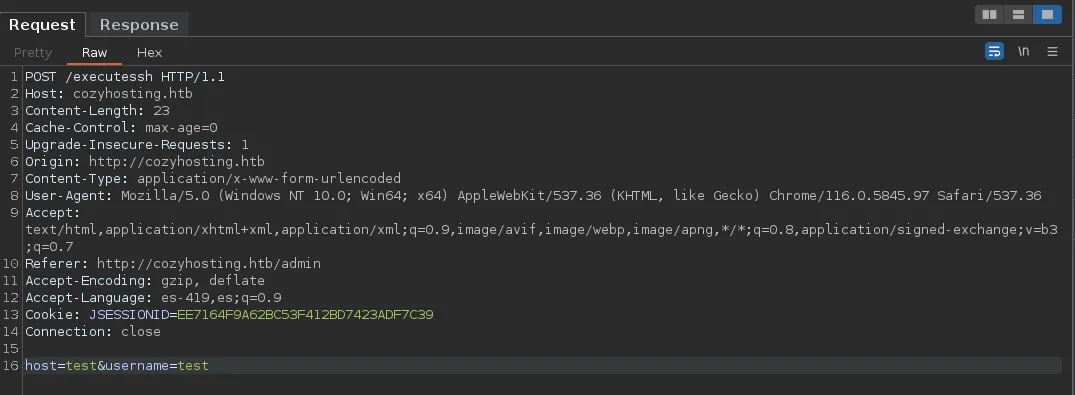 Request Response
Pretty Raw Hex \n
1 POST /executessh HTTP/1.1
2 Host: cozyhosting.htb
3 Content-Length: 23
4 Cache-Control: max-age=0
5 Upgrade-Insecure-Requests: 1
6 Origin: http://cozyhosting.htb
7 Content-Type: application/x-www-form-urlencoded
8 User-Agent: Mozilla/5.0 (Windows NT 10.0; Win64; x64) AppleWebKit/537.36 (KHTML, like Gecko) Chrome/116.0.5845.97 Safari/537.36
9 Accept:
text/html,application/xhtml+xml,application/xml;q=0.9,image/avif,image/webp,image/apng,*/*;q=0.8,application/signed-exchange;v=b3
;q=0.7
10 Referer: http://cozyhosting.htb/admin
11 Accept-Encoding: gzip, deflate
12 Accept-Language: es-419,es;q=0.9
13 Cookie: JSESSIONID=EE7164F9A62BC53F412BD7423ADF7C39
14 Connection: close
15
16 host=test&username=test